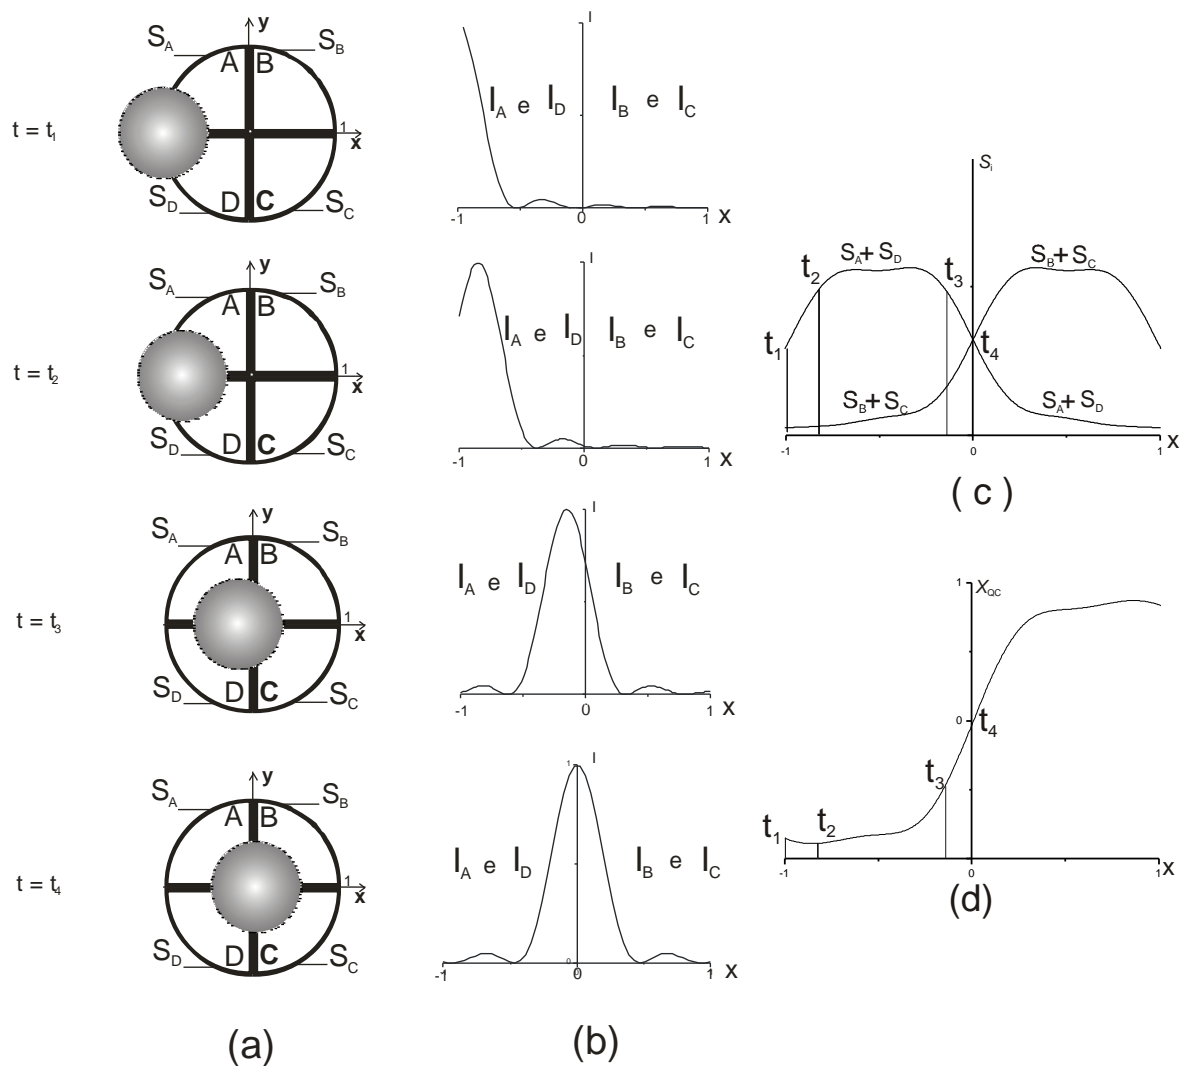 t = t1
y
SA
SB
A B
1
x
SD
D C
SC
I
IA e ID IB e IC
-1 0 1 x
t = t2
y
SA
SB
A B
1
x
SD
D C
SC
I
IA e ID IB e IC
-1 0 1 x
t = t3
y
SA
SB
A B
1
x
SD
D C
SC
I
IA e ID IB e IC
-1 0 1 x
t = t4
y
SA
SB
A B
1
x
SD
D C
SC
I
1
IA e ID IB e IC
0
-1 0 1 x
(a)
(b)
Si
SA+ SD
SB+ SC
t2
t3
t1
t4
SB+ SC
SA+ SD
-1 0 1 x
( c )
1
XQC
0
t4
t3
t1
t2
-1 1 x
(d)